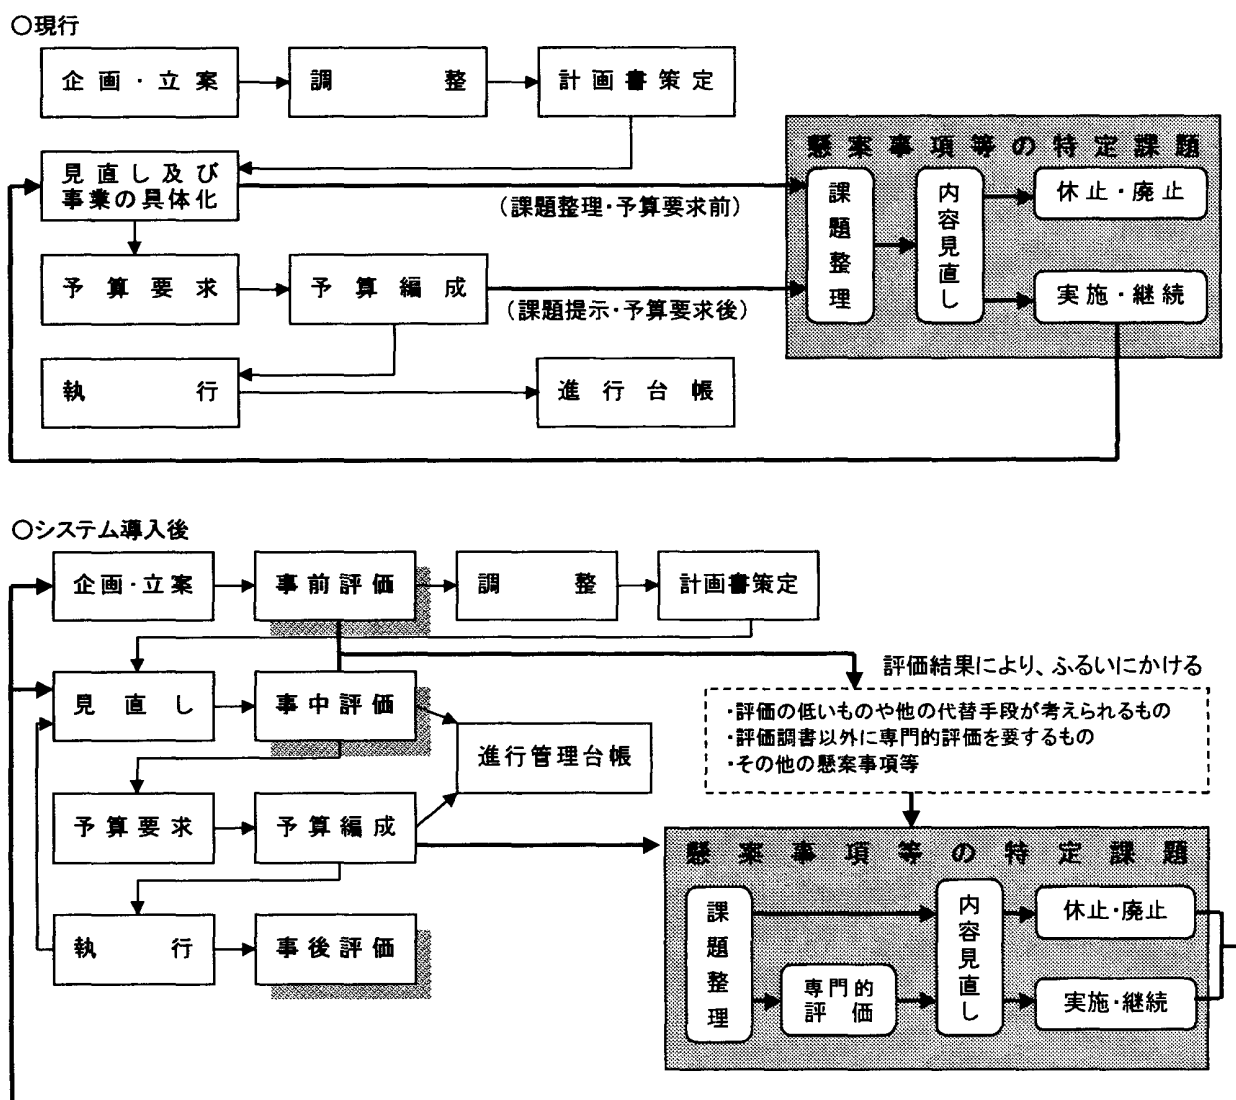 ○現行
企画・立案
調整
計画書策定
懸案事項等の特定課題
見直し及び
事業の具体化
(課題整理・予算要求前)
課題整理
内容見直し
休止・廃止
予算要求
予算編成
(課題提示・予算要求後)
実施・継続
執行
進行台帳
○システム導入後
企画・立案
事前評価
調整
計画書策定
評価結果により、ふるいにかける
見直し
事中評価
進行管理台帳
・評価の低いものや他の代替手段が考えられるもの
・評価調書以外に専門的評価を要するもの
・その他の懸案事項等
予算要求
予算編成
懸案事項等の特定課題
課題整理
専門的
評価
内容見直し
休止・廃止
実施・継続
執行
事後評価